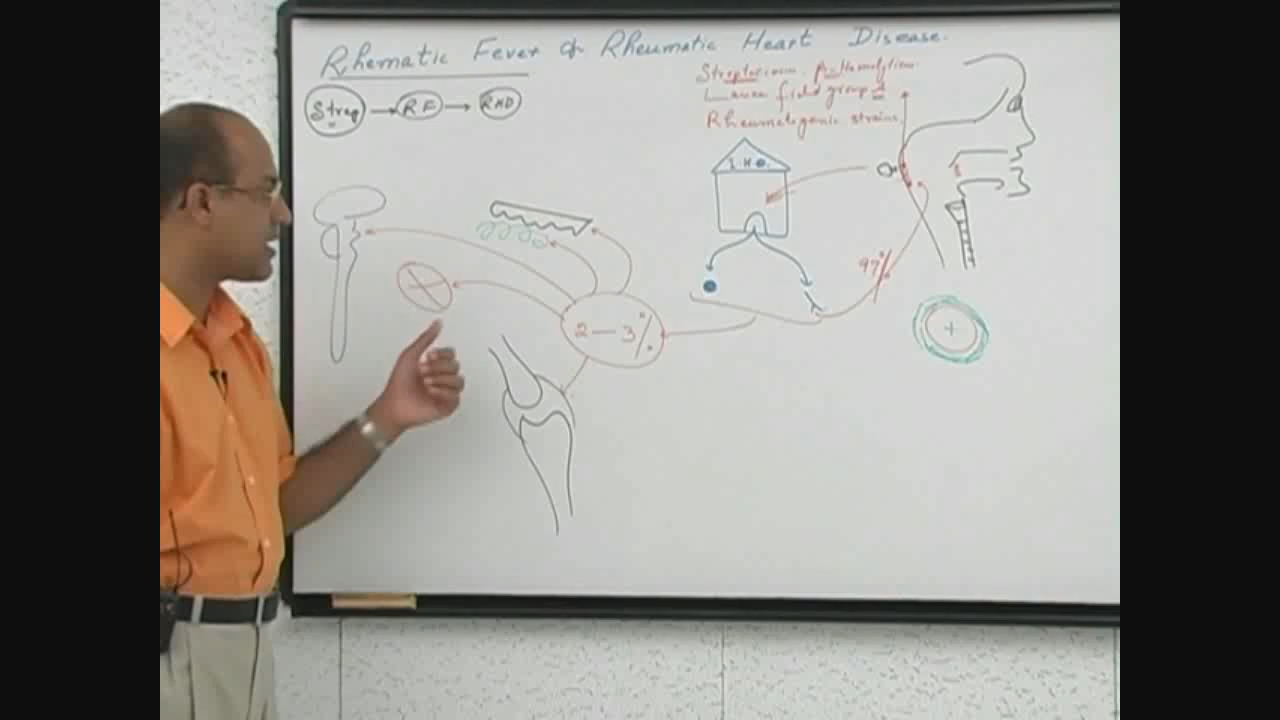 Rhematic Fever & Rheumatic Heart Disease.
Strep → RF → RHD
Streptococcus β-Hemolytic
Lance field group A
Rheumatogenic strains
I.H.Q.
97%
2 — 3 %
+